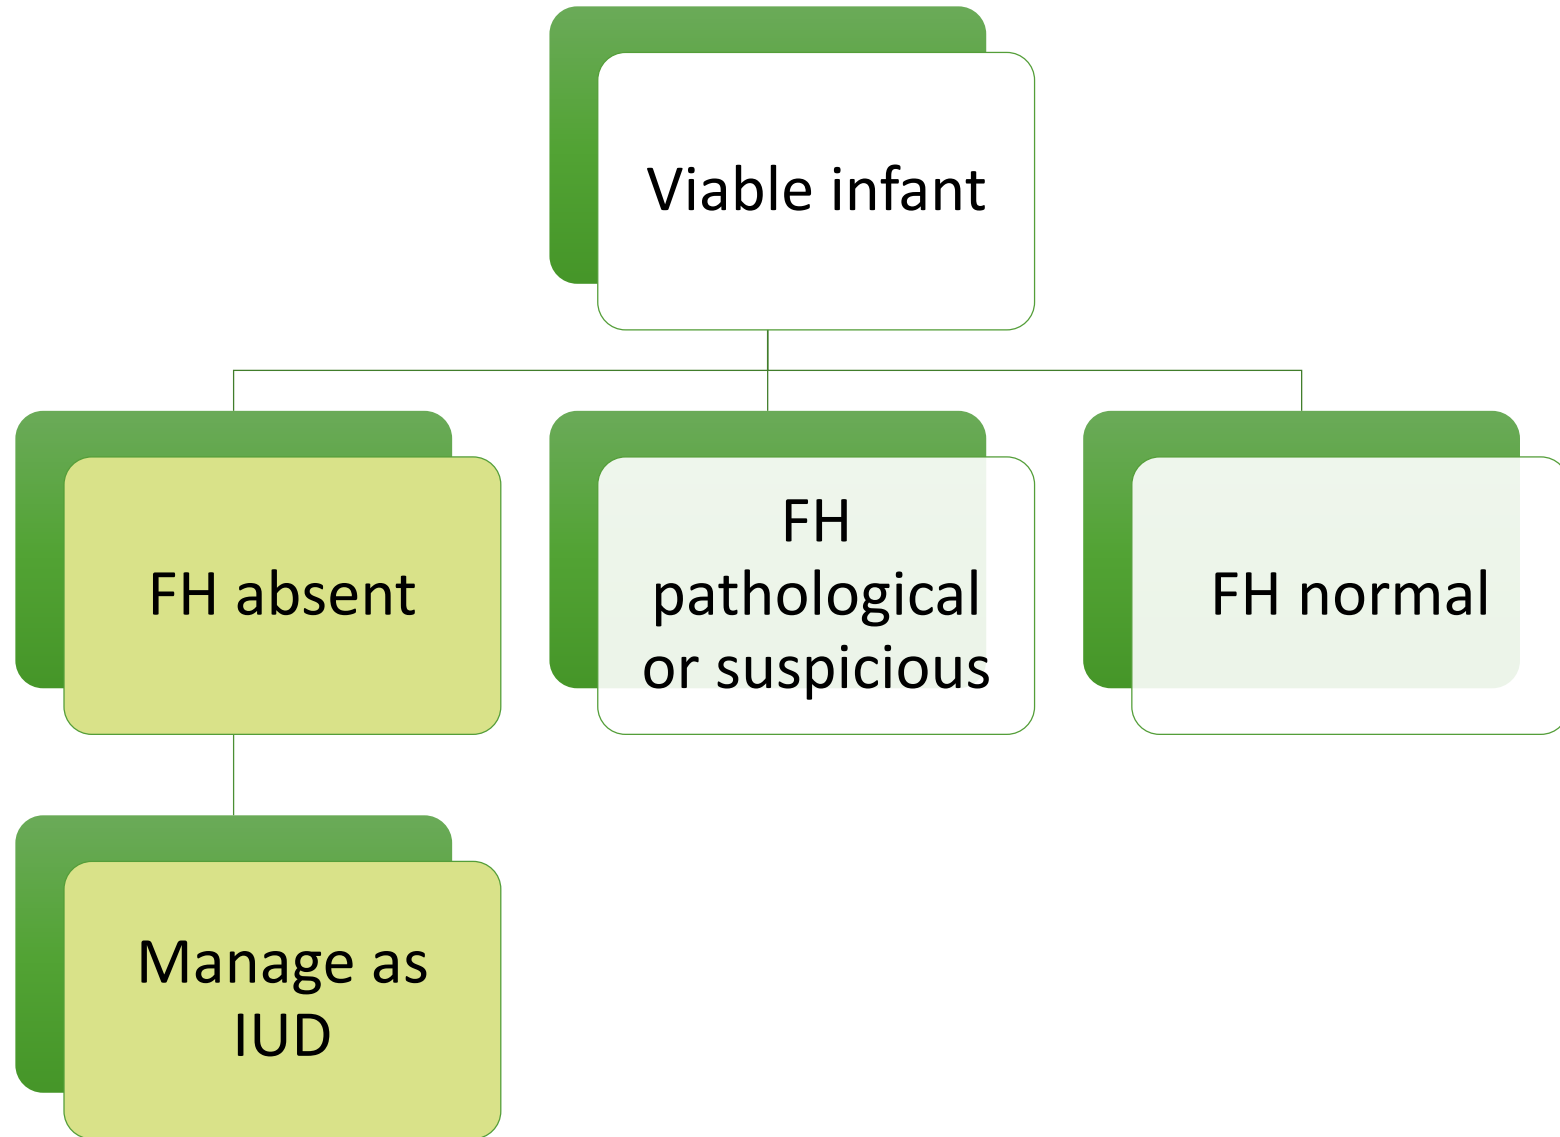 Viable infant
FH absent
FH
pathological
or suspicious
FH normal
Manage as
IUD